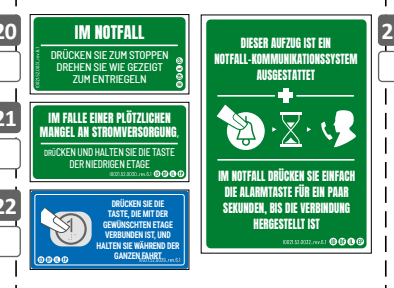 20
IM NOTFALL
DRÜCKEN SIE ZUM STOPPEN
DREHEN SIE WIE GEZEIGT
ZUM ENTRIEGELN
21
IM FALLE EINER PLÖTZLICHEN
MANGEL AN STROMVERSORGUNG,
DRÜCKEN UND HALTEN SIE DIE TASTE
DER NIEDRIGEN ETAGE
22
DRÜCKEN SIE DIE
TASTE, DIE MIT DER
GEWÜNSCHTEN ETAGE
VERBUNDEN IST, UND
HALTEN SIE WÄHREND DER
GANZEN FAHRT
1
DIESER AUFZUG IST EIN
NOTFALL-KOMMUNIKATIONSSYSTEM
AUSGESTATTET
IM NOTFALL DRÜCKEN SIE EINFACH
DIE ALARMTASTE FÜR EIN PAAR
SEKUNDEN, BIS DIE VERBINDUNG
HERGESTELLT IST
2